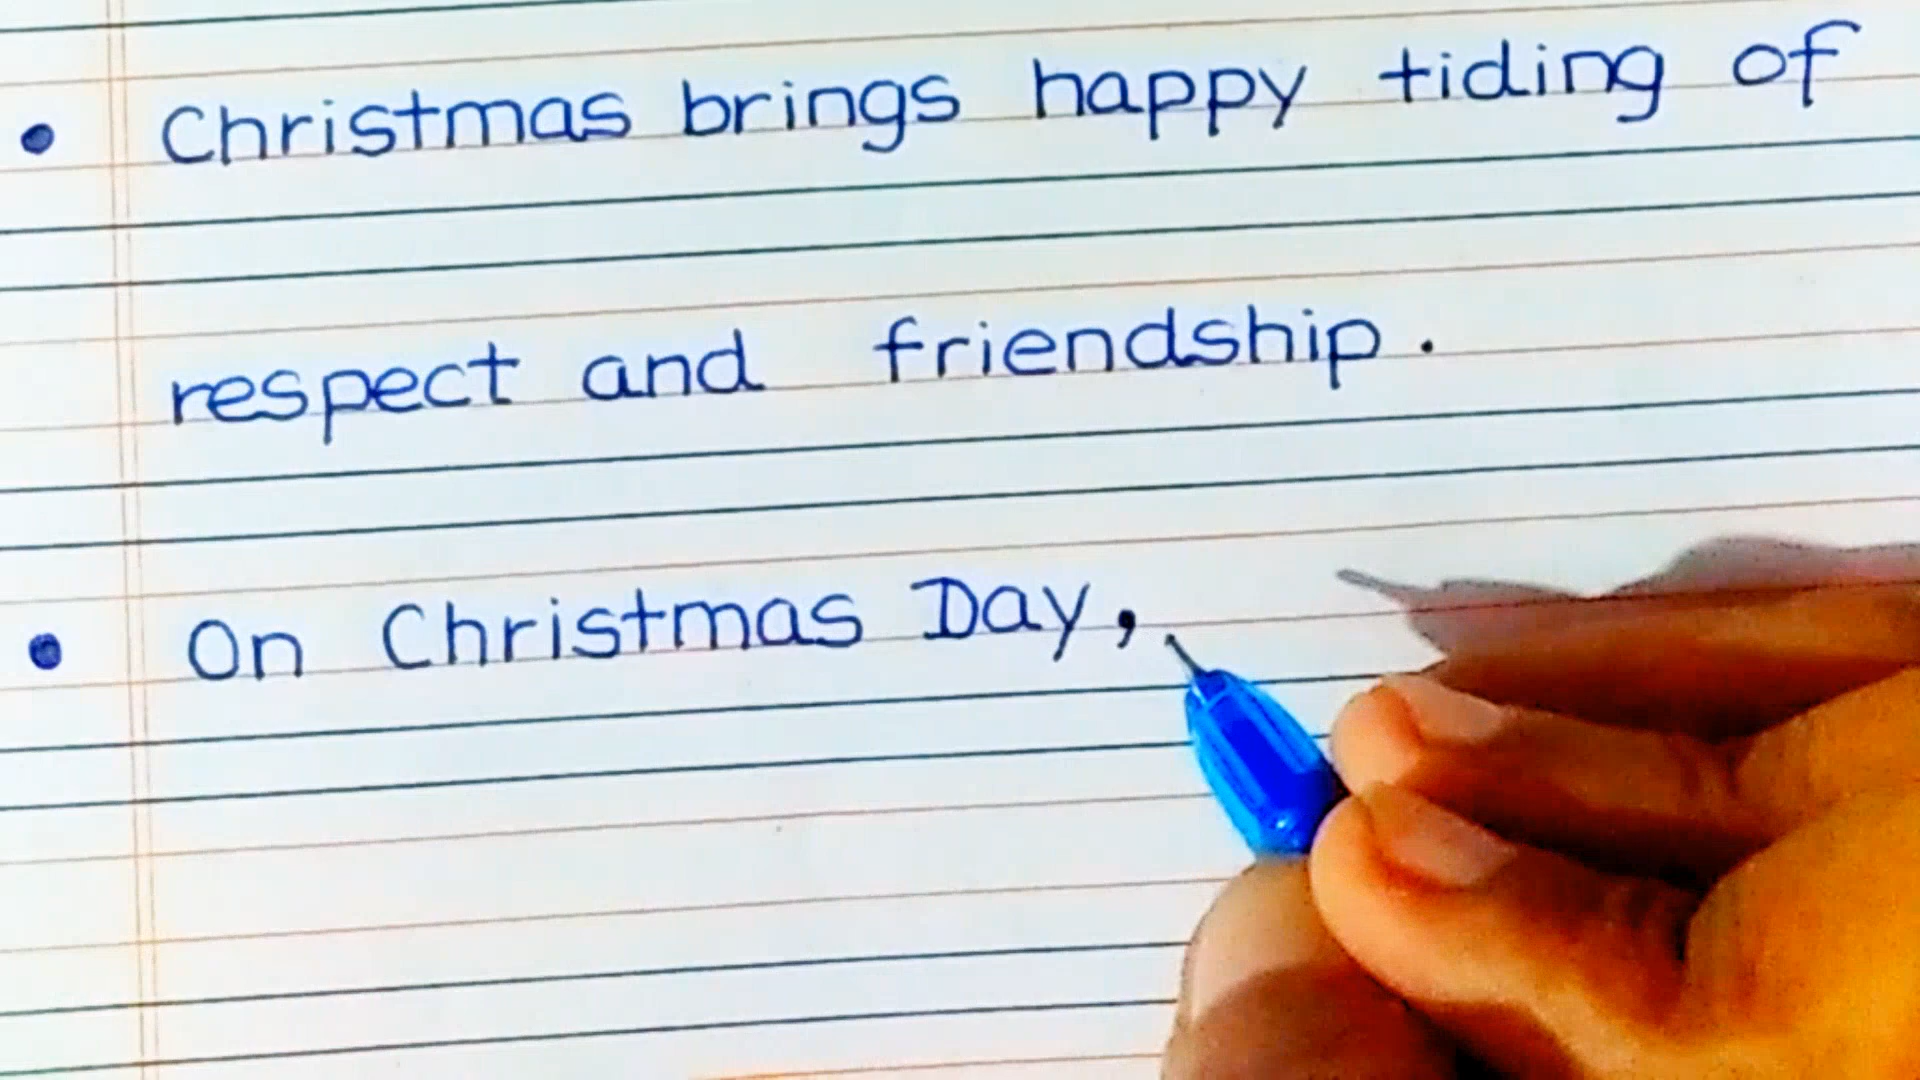 • Christmas brings happy tiding of
respect and friendship.
• On Christmas Day,